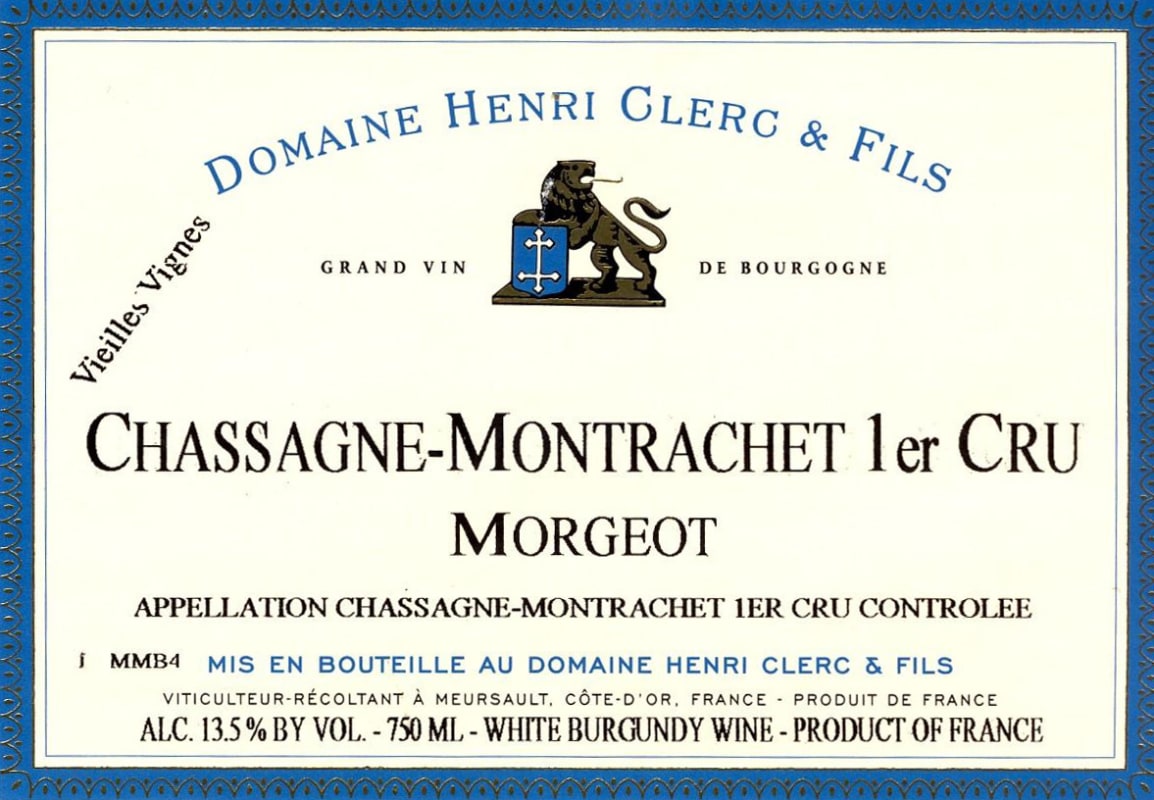 DOMAINE HENRI CLERC & FILS
Vieilles Vignes
GRAND VIN DE BOURGOGNE
CHASSAGNE-MONTRACHET 1er CRU
MORGEOT
APPELLATION CHASSAGNE-MONTRACHET 1ER CRU CONTROLEE
f MMB4 MIS EN BOUTEILLE AU DOMAINE HENRI CLERC & FILS
VITICULTEUR-RÉCOLTANT À MEURSAULT, CÔTE-D'OR, FRANCE - PRODUIT DE FRANCE
ALC. 13.5% BY VOL. - 750 ML - WHITE BURGUNDY WINE - PRODUCT OF FRANCE